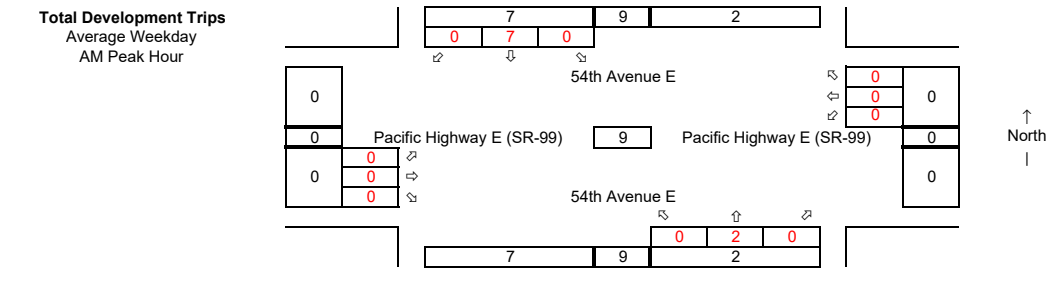 Total Development Trips
Average Weekday
AM Peak Hour
7 9 2
0 7 0
⬃ ⇩ ⬂
54th Avenue E
0 ⬁ 0 0
⇦ 0
⬃ 0
0 Pacific Highway E (SR-99) 9 Pacific Highway E (SR-99) 0
↑
North
|
0 0 ⬀
0 ⇨ 0
0 ⬂
54th Avenue E
⬁ ⇧ ⬀
0 2 0
7 9 2